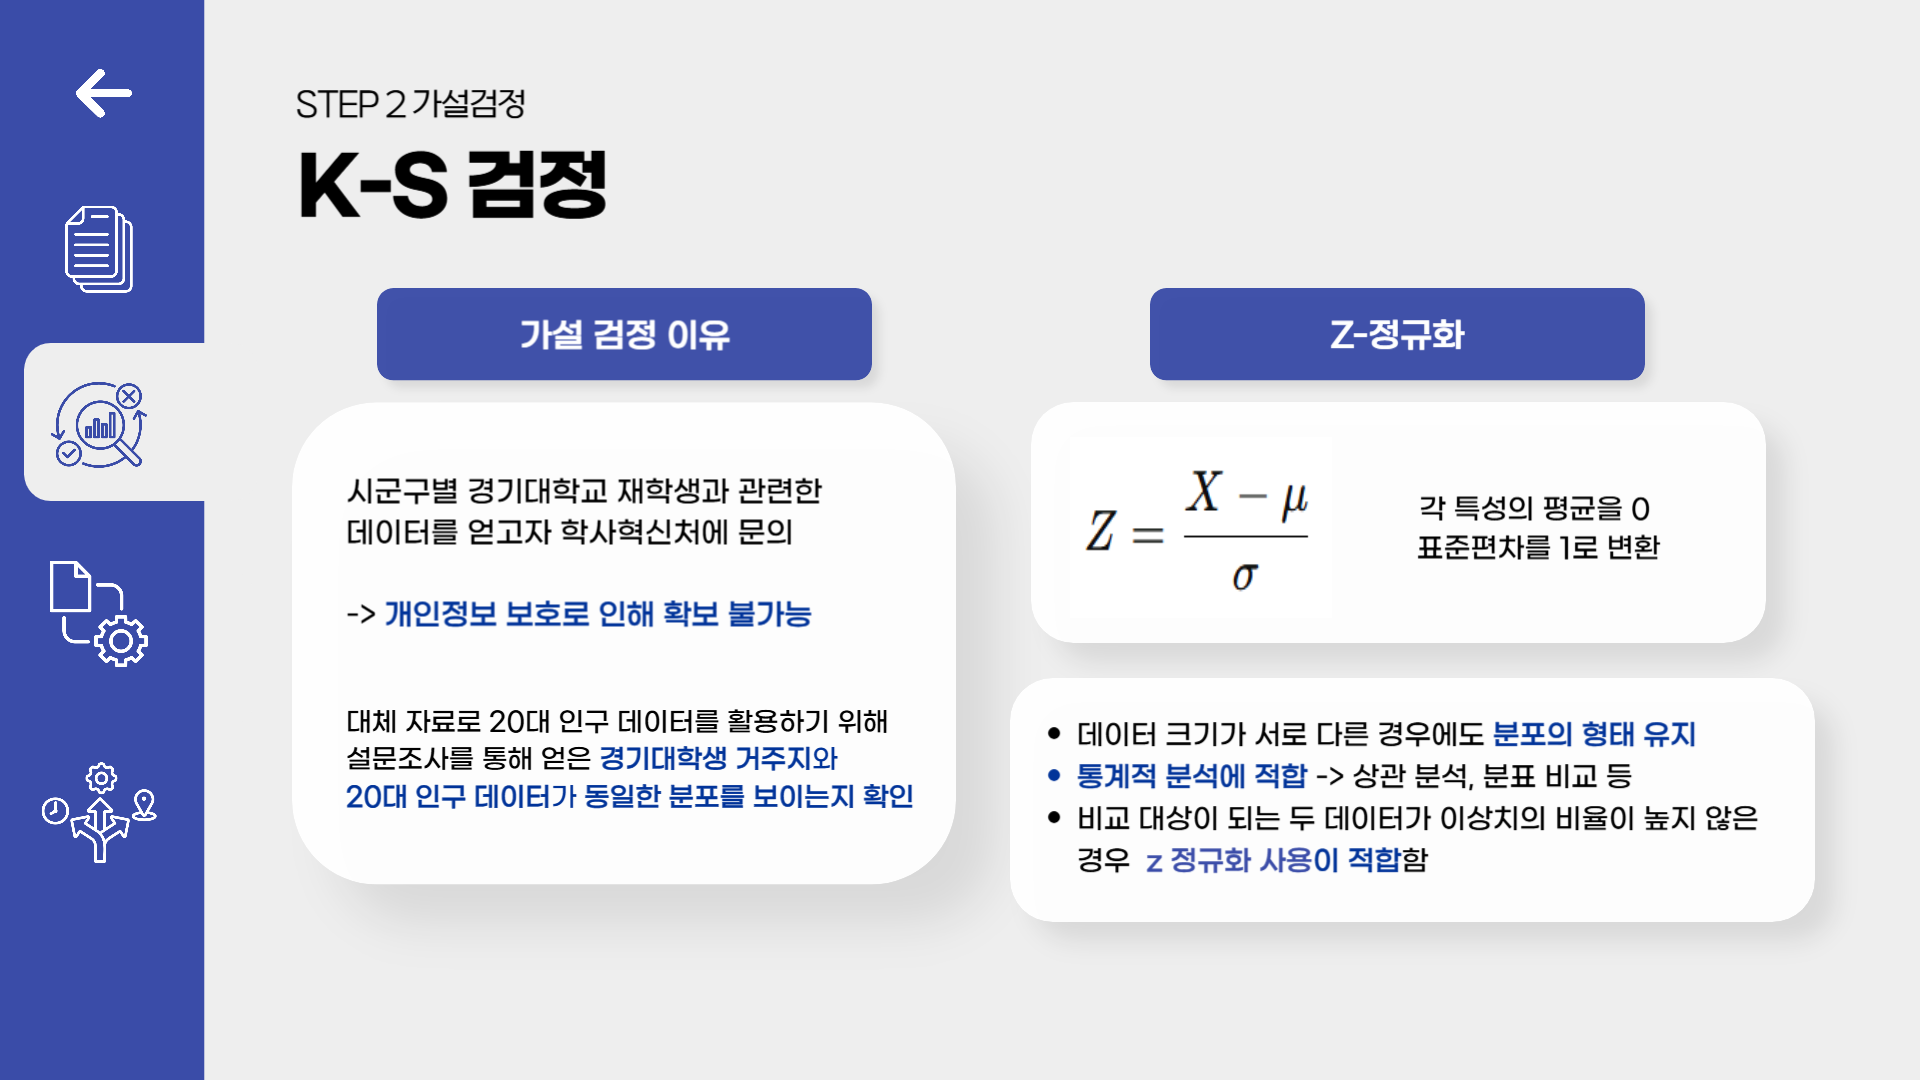 STEP 2 가설검정
K-S 검정
가설 검정 이유
시군구별 경기대학교 재학생과 관련한
데이터를 얻고자 학사혁신처에 문의
-> 개인정보 보호로 인해 확보 불가능
대체 자료로 20대 인구 데이터를 활용하기 위해
설문조사를 통해 얻은 경기대학생 거주지와
20대 인구 데이터가 동일한 분포를 보이는지 확인
Z-정규화
Z = (X − μ) / σ
각 특성의 평균을 0
표준편차를 1로 변환
• 데이터 크기가 서로 다른 경우에도 분포의 형태 유지
• 통계적 분석에 적합 -> 상관 분석, 분표 비교 등
• 비교 대상이 되는 두 데이터가 이상치의 비율이 높지 않은
경우 z 정규화 사용이 적합함